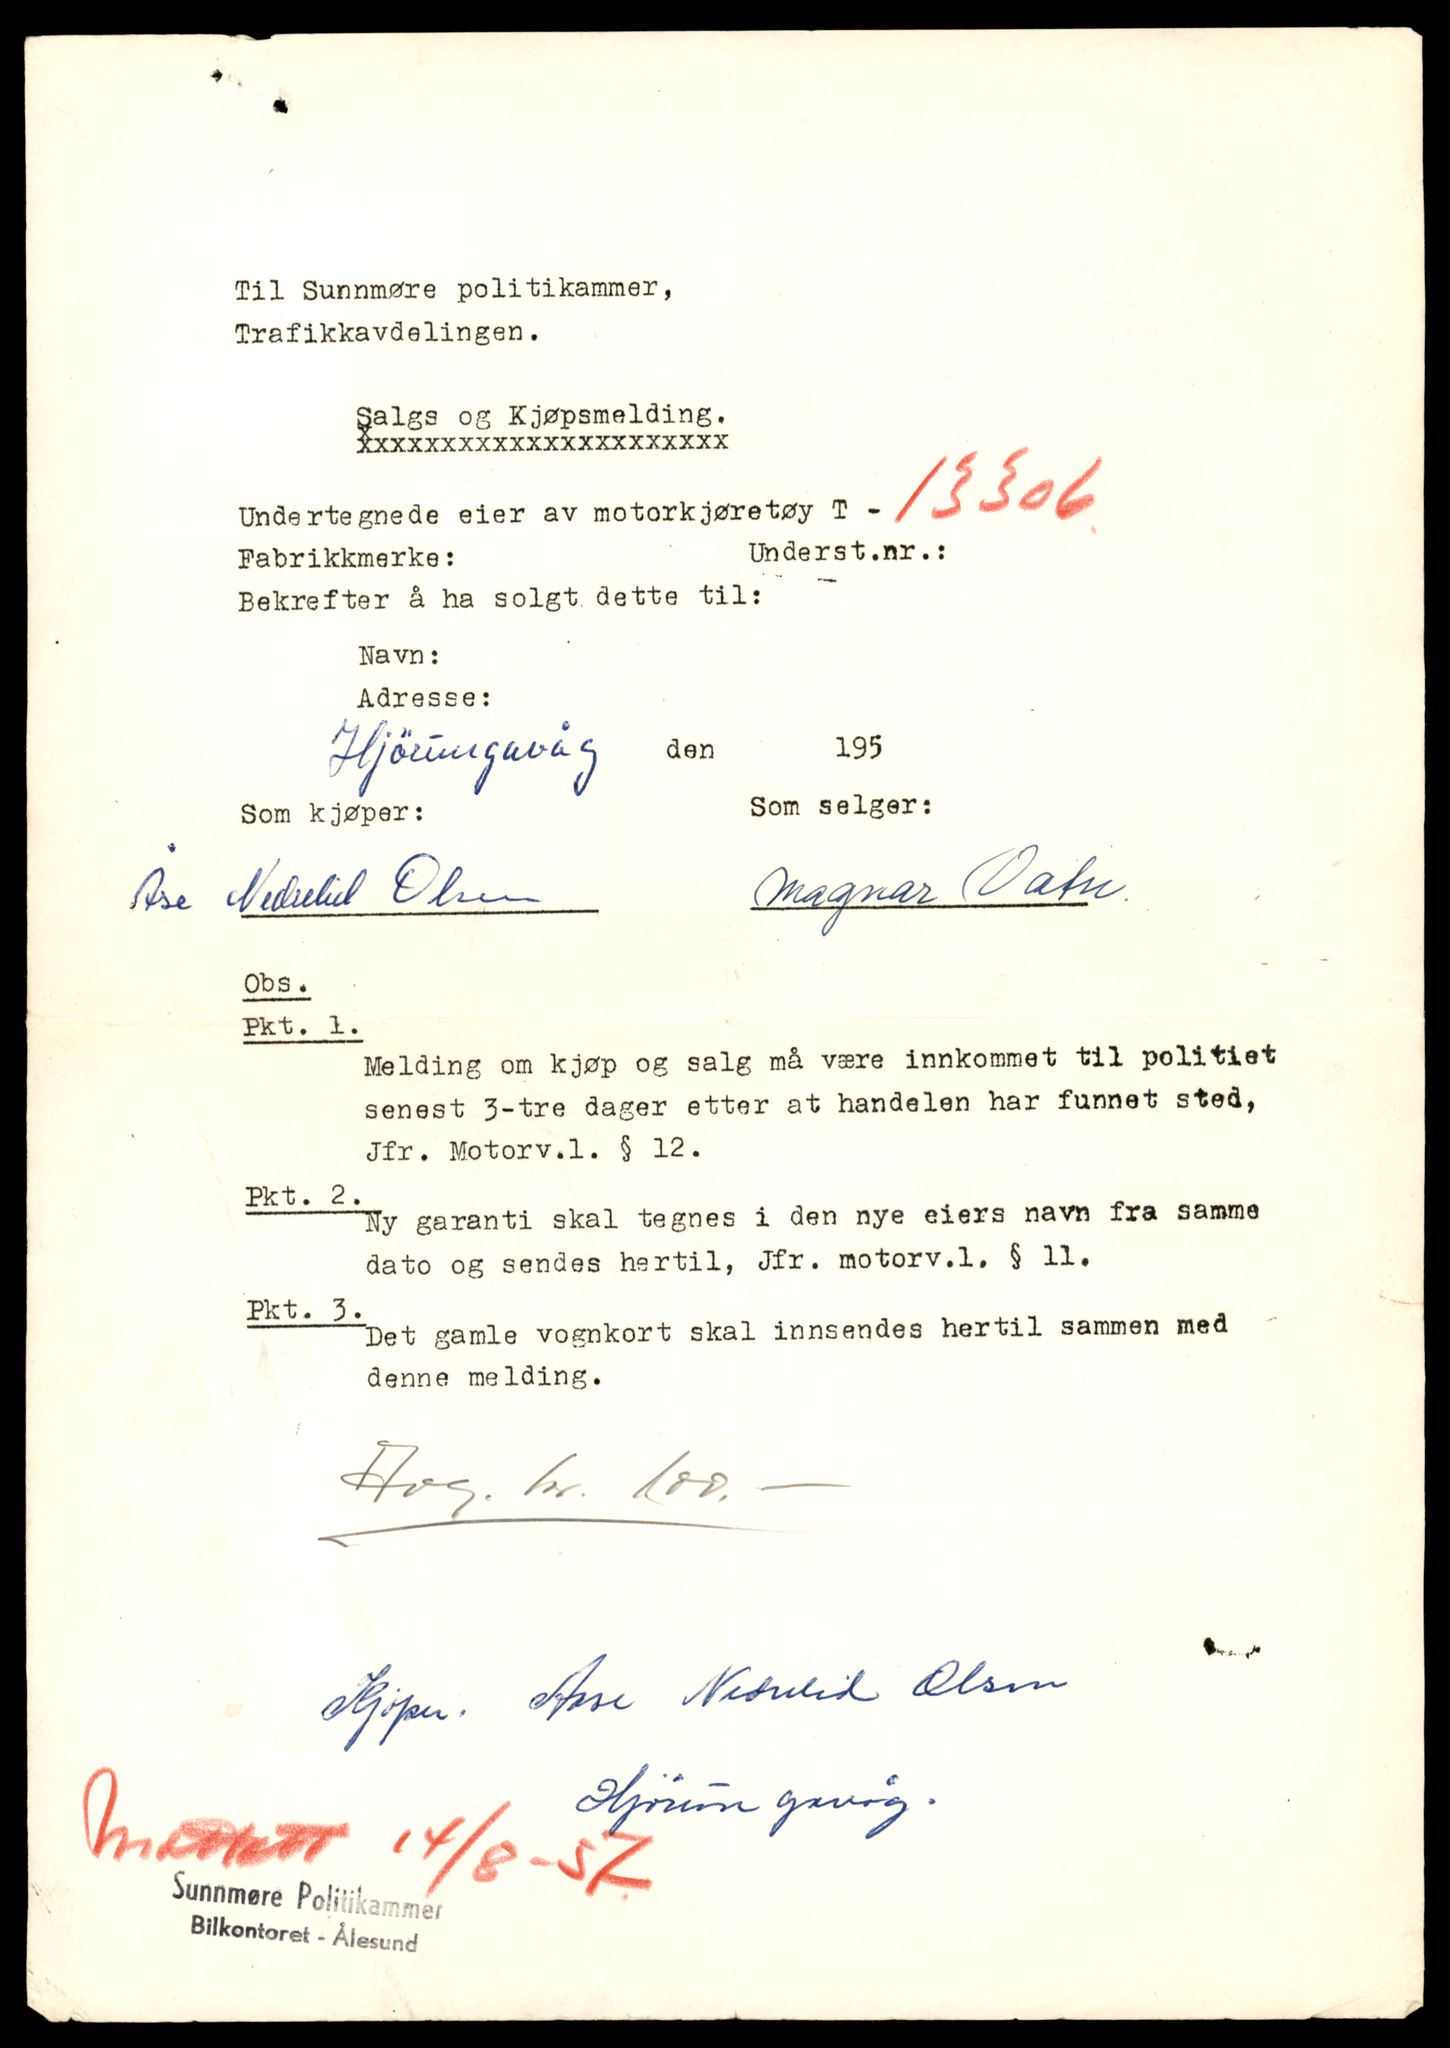 Til Sunnmøre politikammer,
Trafikkavdelingen.
Salgs og Kjøpsmelding.
xxxxxxxxxxxxxxxxxxxxxx
Undertegnede eier av motorkjøretøy T - 13306
Fabrikkmerke: Underst.nr.:
Bekrefter å ha solgt dette til:
Navn:
Adresse:
Hjörungavåg den 195
Som kjøper: Som selger:
Åse Nedrelid Olsen Magnar Vatne.
Obs.
Pkt. 1.
Melding om kjøp og salg må være innkommet til politiet
senest 3-tre dager etter at handelen har funnet sted,
Jfr. Motorv.l. § 12.
Pkt. 2.
Ny garanti skal tegnes i den nye eiers navn fra samme
dato og sendes hertil, Jfr. motorv.l. § 11.
Pkt. 3.
Det gamle vognkort skal innsendes hertil sammen med
denne melding.
kr. 100.—
Kjøper. Åse Nedrelid Olsen
Hjörungavåg.
14/8-57.
Sunnmøre Politikammer
Bilkontoret - Ålesund